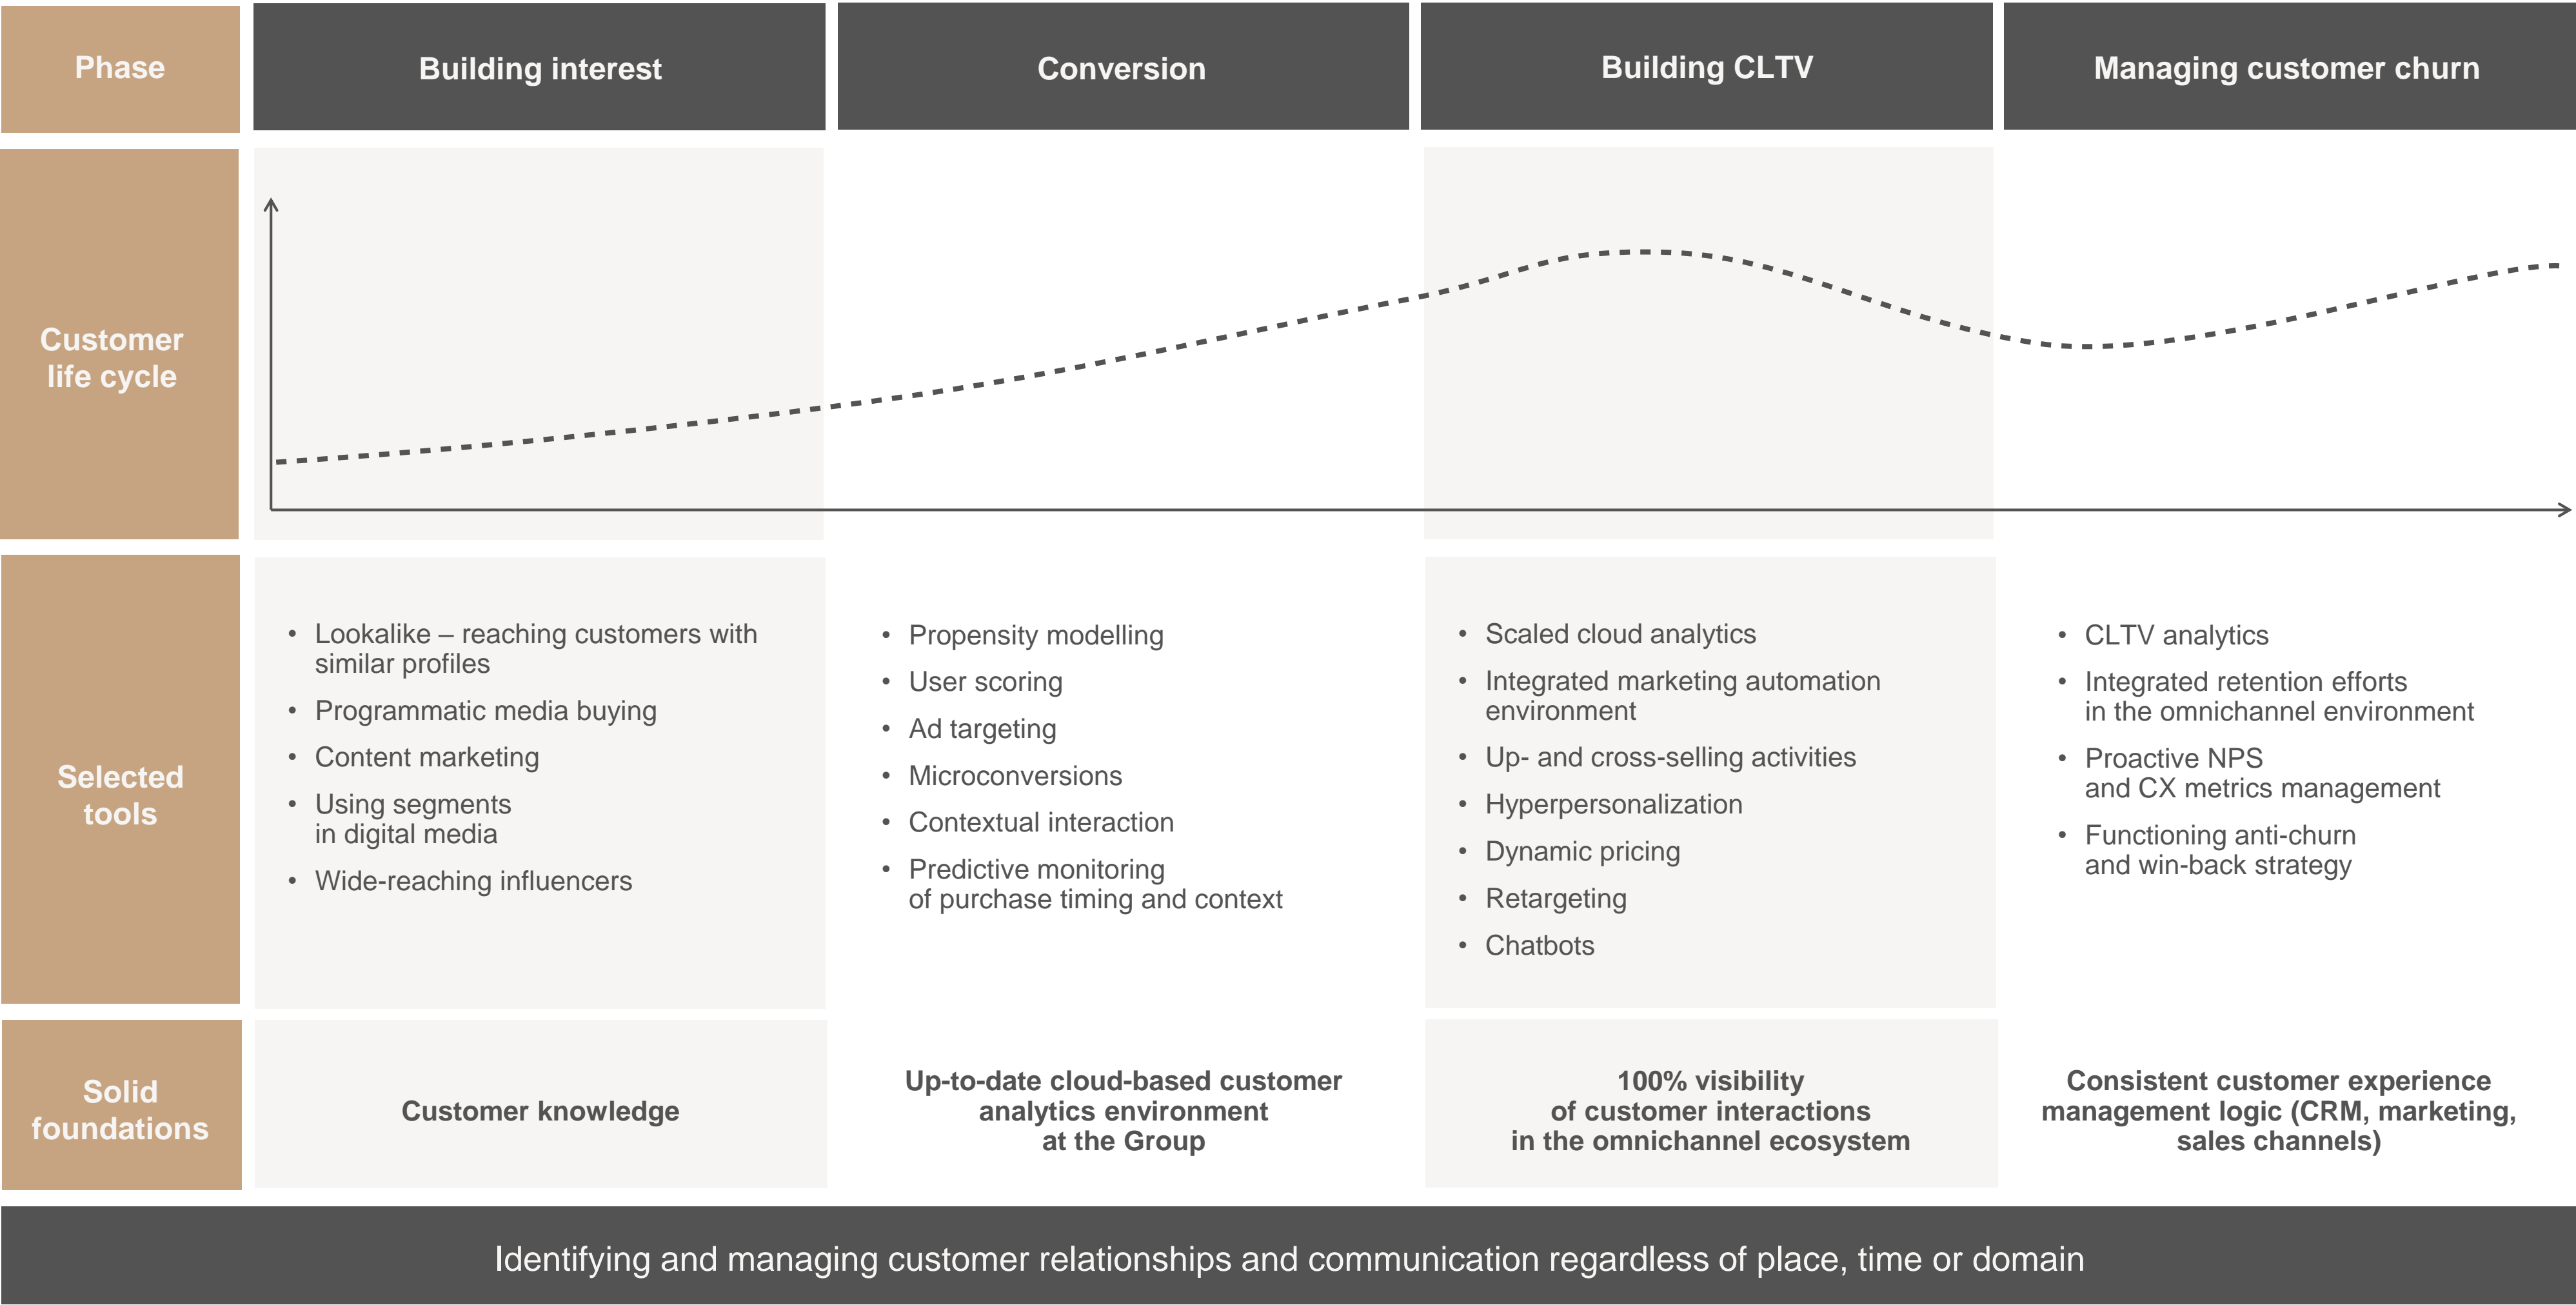 Phase
Building interest
Conversion
Building CLTV
Managing customer churn
Customer
life cycle
Selected
tools
• Lookalike – reaching customers with
similar profiles
• Programmatic media buying
• Content marketing
• Using segments
in digital media
• Wide-reaching influencers
• Propensity modelling
• User scoring
• Ad targeting
• Microconversions
• Contextual interaction
• Predictive monitoring
of purchase timing and context
• Scaled cloud analytics
• Integrated marketing automation
environment
• Up- and cross-selling activities
• Hyperpersonalization
• Dynamic pricing
• Retargeting
• Chatbots
• CLTV analytics
• Integrated retention efforts
in the omnichannel environment
• Proactive NPS
and CX metrics management
• Functioning anti-churn
and win-back strategy
Solid
foundations
Customer knowledge
Up-to-date cloud-based customer
analytics environment
at the Group
100% visibility
of customer interactions
in the omnichannel ecosystem
Consistent customer experience
management logic (CRM, marketing,
sales channels)
Identifying and managing customer relationships and communication regardless of place, time or domain